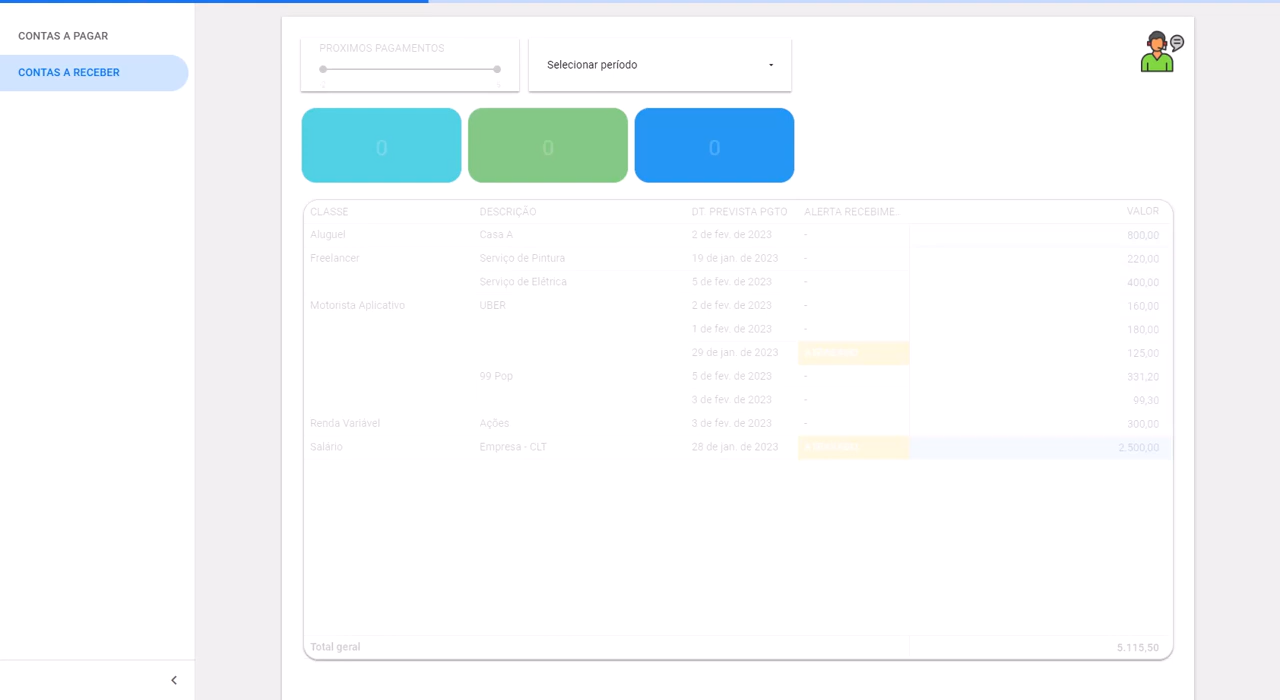 CONTAS A PAGAR
CONTAS A RECEBER
PROXIMOS PAGAMENTOS
Selecionar período
0 0 0
CLASSE DESCRIÇÃO DT. PREVISTA PGTO ALERTA RECEBIME... VALOR
Aluguel Casa A 2 de fev. de 2023 - 800,00
Freelancer Serviço de Pintura 19 de jan. de 2023 - 220,00
Serviço de Elétrica 5 de fev. de 2023 - 400,00
Motorista Aplicativo UBER 2 de fev. de 2023 - 160,00
1 de fev. de 2023 - 180,00
29 de jan. de 2023 125,00
99 Pop 5 de fev. de 2023 - 331,20
3 de fev. de 2023 - 99,30
Renda Variável Ações 3 de fev. de 2023 - 300,00
Salário Empresa - CLT 28 de jan. de 2023 2.500,00
Total geral 5.115,50